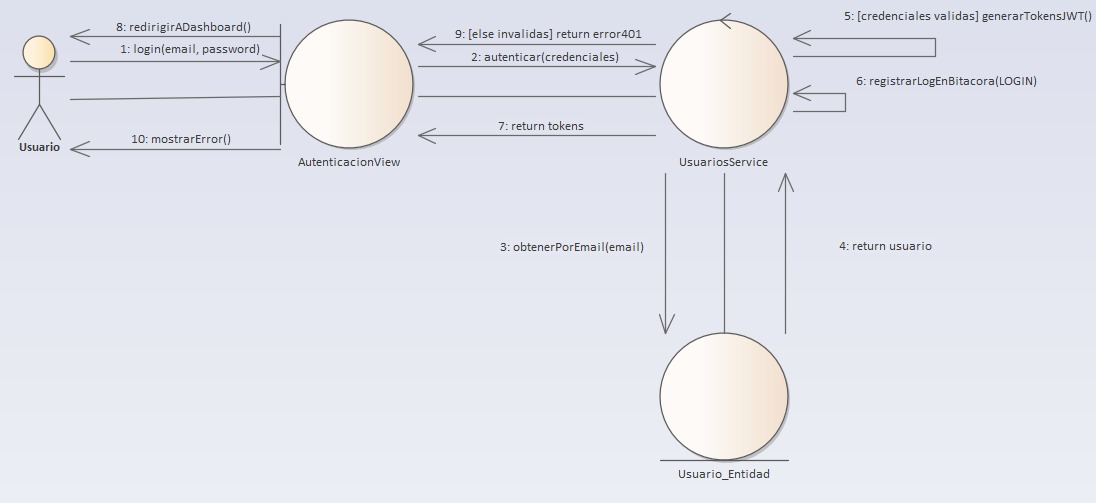 5: [credenciales validas] generarTokensJWT()
8: redirigirADashboard()
9: [else invalidas] return error401
1: login(email, password)
2: autenticar(credenciales)
6: registrarLogEnBitacora(LOGIN)
7: return tokens
10: mostrarError()
Usuario
AutenticacionView
UsuariosService
3: obtenerPorEmail(email)
4: return usuario
Usuario_Entidad